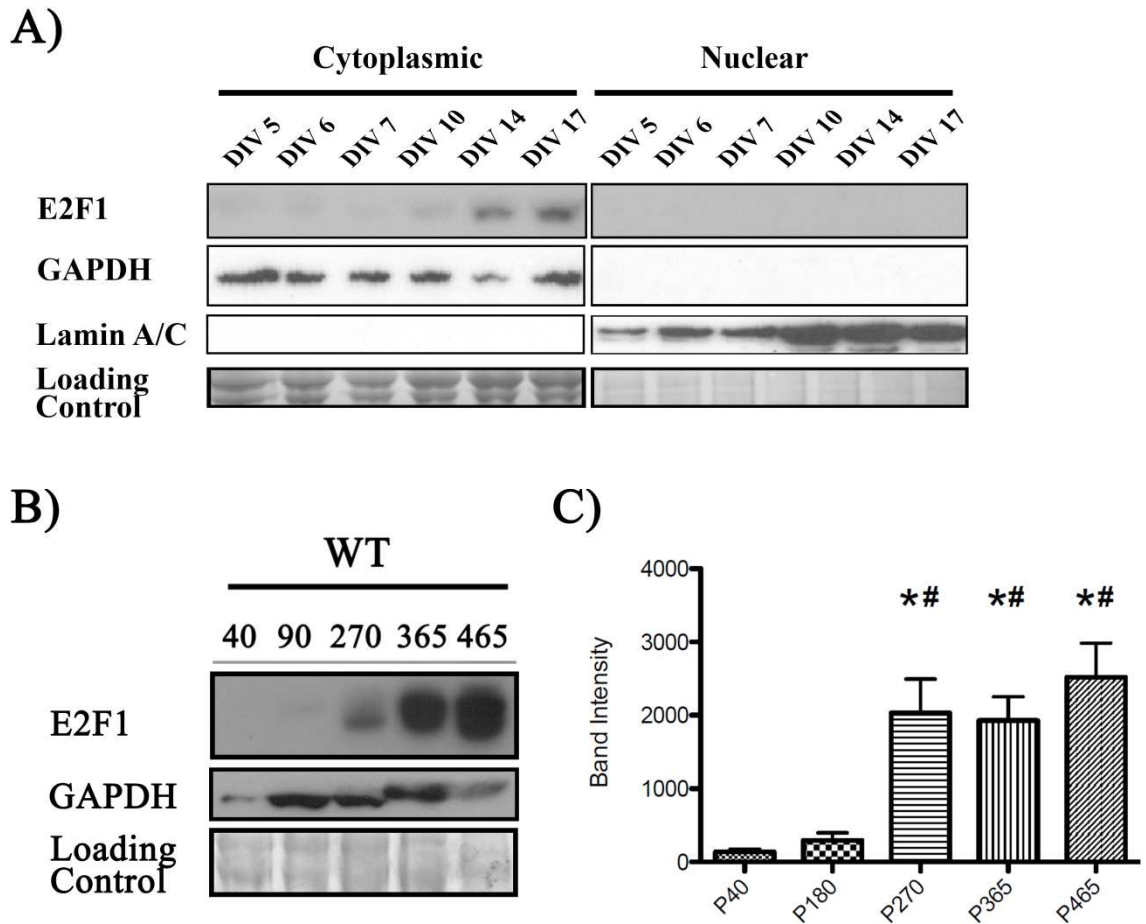 A)
Cytoplasmic Nuclear
DIV 5 DIV 6 DIV 7 DIV 10 DIV 14 DIV 17 DIV 5 DIV 6 DIV 7 DIV 10 DIV 14 DIV 17
E2F1
GAPDH
Lamin A/C
Loading
Control
B)
WT
40 90 270 365 465
E2F1
GAPDH
Loading
Control
C)
Band Intensity
4000
3000
2000
1000
0
*# *# *#
P40 P180 P270 P365 P465